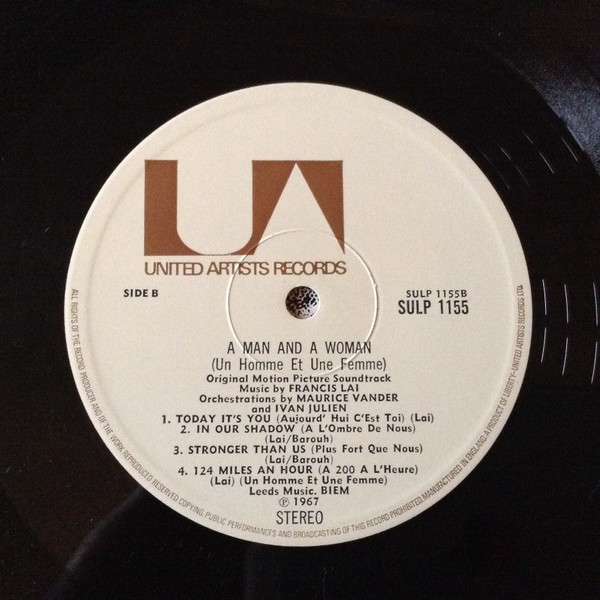 UA
UNITED ARTISTS RECORDS
SIDE B
SULP 1155B
SULP 1155
A MAN AND A WOMAN
(Un Homme Et Une Femme)
Original Motion Picture Soundtrack
Music by FRANCIS LAI
Orchestrations by MAURICE VANDER
and IVAN JULIEN
1. TODAY IT'S YOU (Aujourd' Hui C'Est Toi) (Lai)
2. IN OUR SHADOW (A L'Ombre De Nous)
(Lai/Barouh)
3. STRONGER THAN US (Plus Fort Que Nous)
(Lai/Barouh)
4. 124 MILES AN HOUR (A 200 A L'Heure)
(Lai) (Un Homme Et Une Femme)
Leeds Music. BIEM
℗ 1967
STEREO
ALL RIGHTS OF THE RECORD PRODUCER AND OF THE WORK REPRODUCED RESERVED COPYING, PUBLIC PERFORMANCES AND BROADCASTING OF THIS RECORD PROHIBITED. MANUFACTURED IN ENGLAND. A PRODUCT OF LIBERTY-UNITED ARTISTS RECORDS LTD.